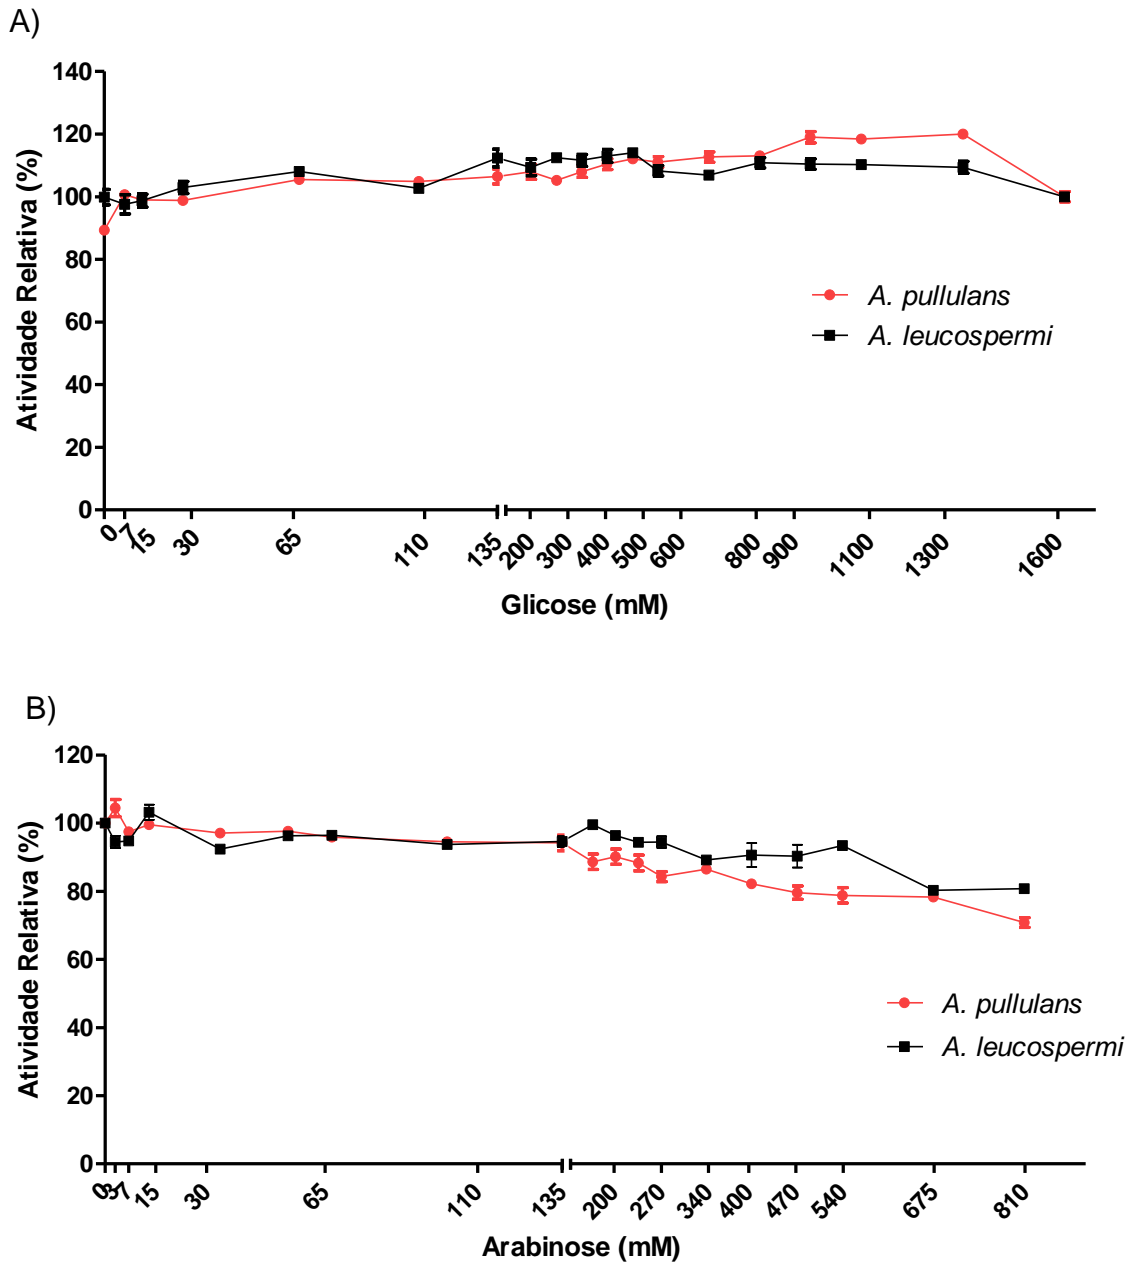 A)
Atividade Relativa (%)
140
120
100
80
60
40
20
0
0 7 15 30 65 110 135 200 300 400 500 600 800 900 1100 1300 1600
Glicose (mM)
A. pullulans
A. leucospermi
B)
Atividade Relativa (%)
120
100
80
60
40
20
0
0 3 7 15 30 65 110 135 200 270 340 400 470 540 675 810
Arabinose (mM)
A. pullulans
A. leucospermi